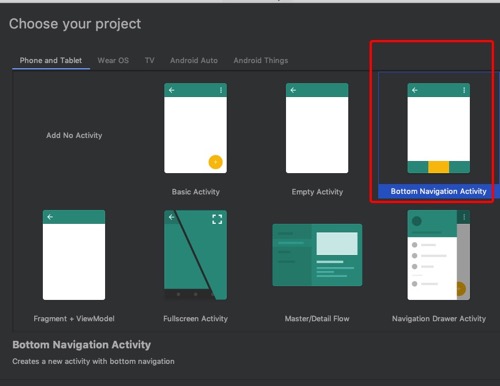 Choose your project
Phone and Tablet
Wear OS
TV
Android Auto
Android Things
Add No Activity
Basic Activity
Empty Activity
Bottom Navigation Activity
Fragment + ViewModel
Fullscreen Activity
Master/Detail Flow
Navigation Drawer Activity
Bottom Navigation Activity
Creates a new activity with bottom navigation